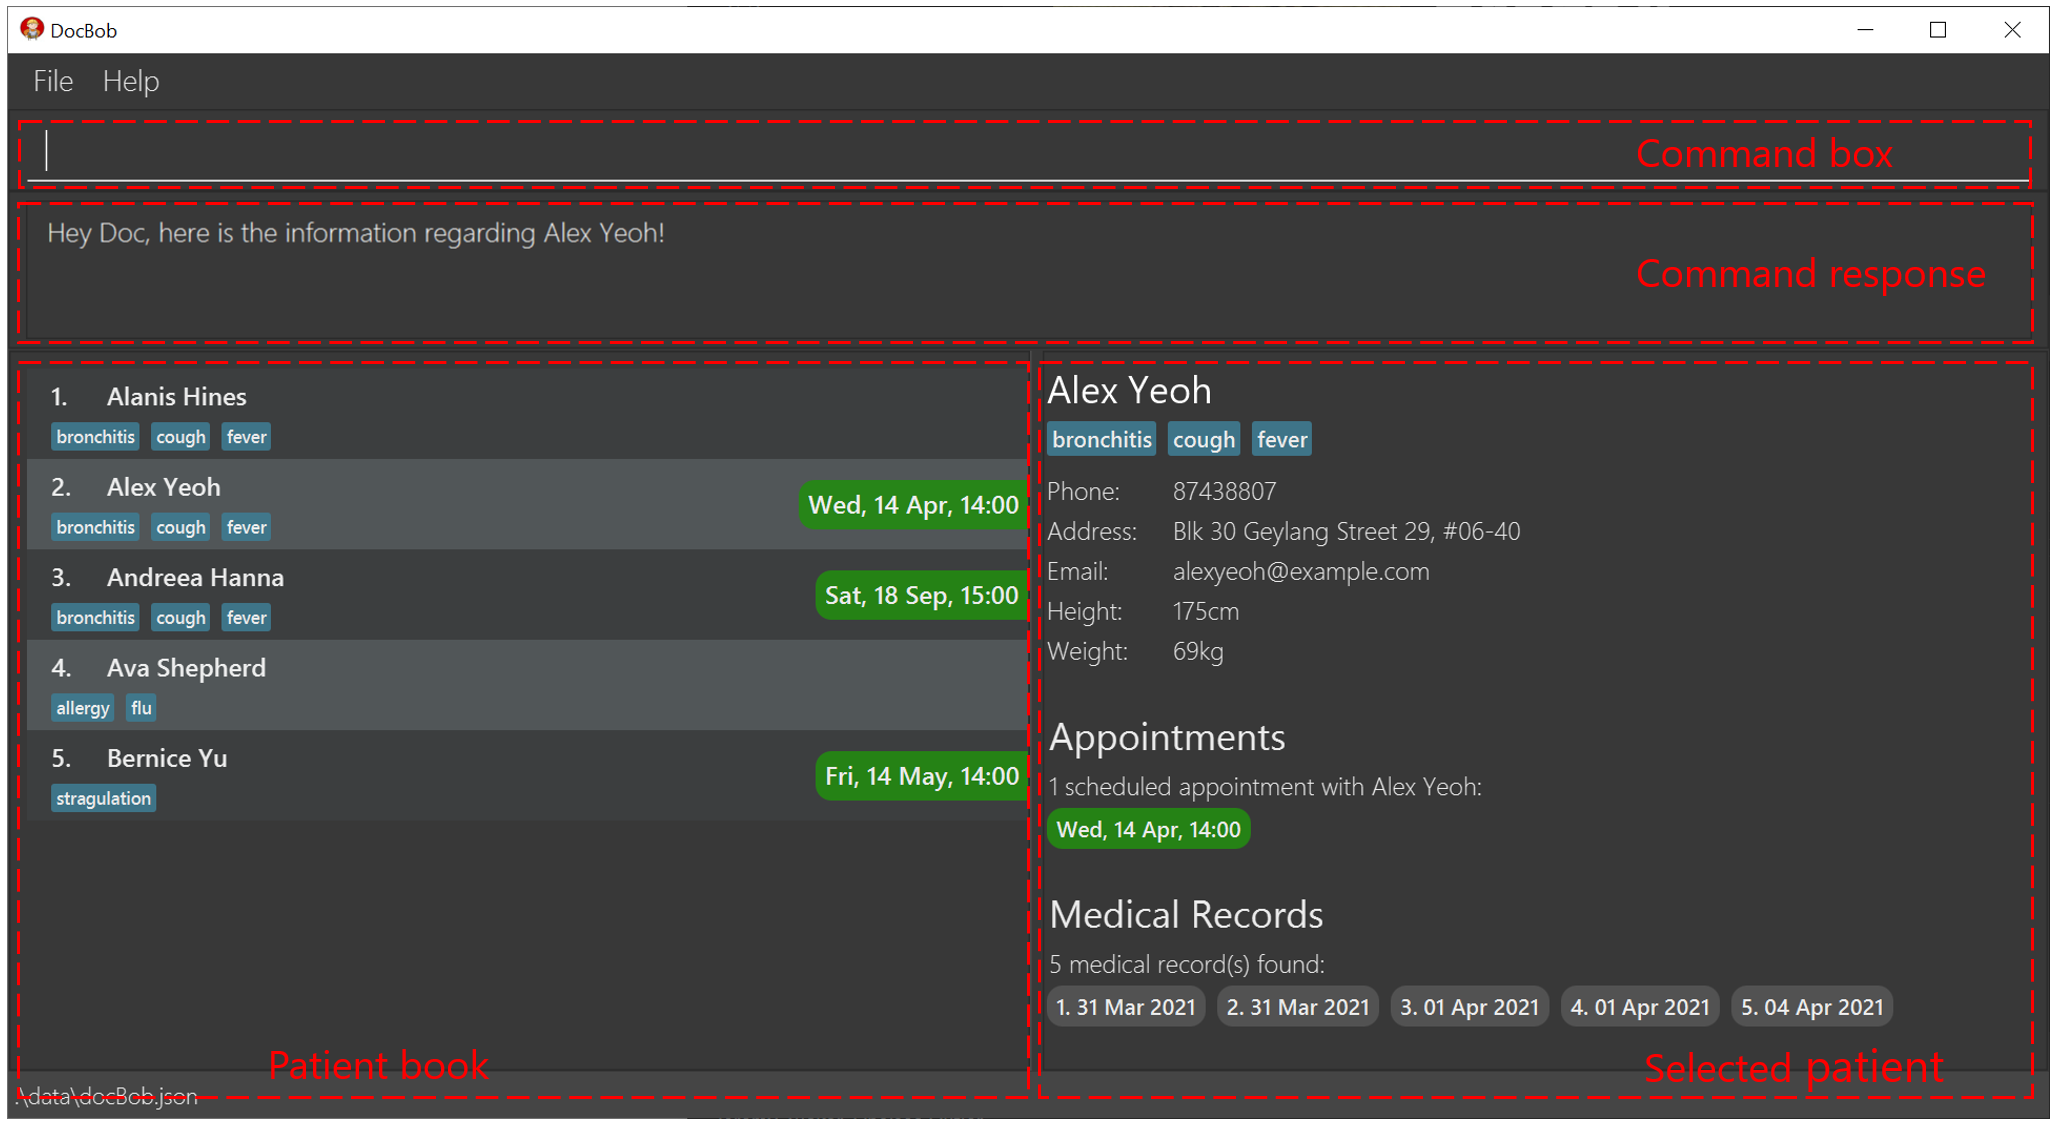 DocBob
File Help
Command box
Hey Doc, here is the information regarding Alex Yeoh!
Command response
1. Alanis Hines
bronchitis cough fever
2. Alex Yeoh
bronchitis cough fever
Wed, 14 Apr, 14:00
3. Andreea Hanna
bronchitis cough fever
Sat, 18 Sep, 15:00
4. Ava Shepherd
allergy flu
5. Bernice Yu
stragulation
Fri, 14 May, 14:00
Patient book
Alex Yeoh
bronchitis cough fever
Phone: 87438807
Address: Blk 30 Geylang Street 29, #06-40
Email: alexyeoh@example.com
Height: 175cm
Weight: 69kg
Appointments
1 scheduled appointment with Alex Yeoh:
Wed, 14 Apr, 14:00
Medical Records
5 medical record(s) found:
1. 31 Mar 2021 2. 31 Mar 2021 3. 01 Apr 2021 4. 01 Apr 2021 5. 04 Apr 2021
Selected patient
.\data\docBob.json